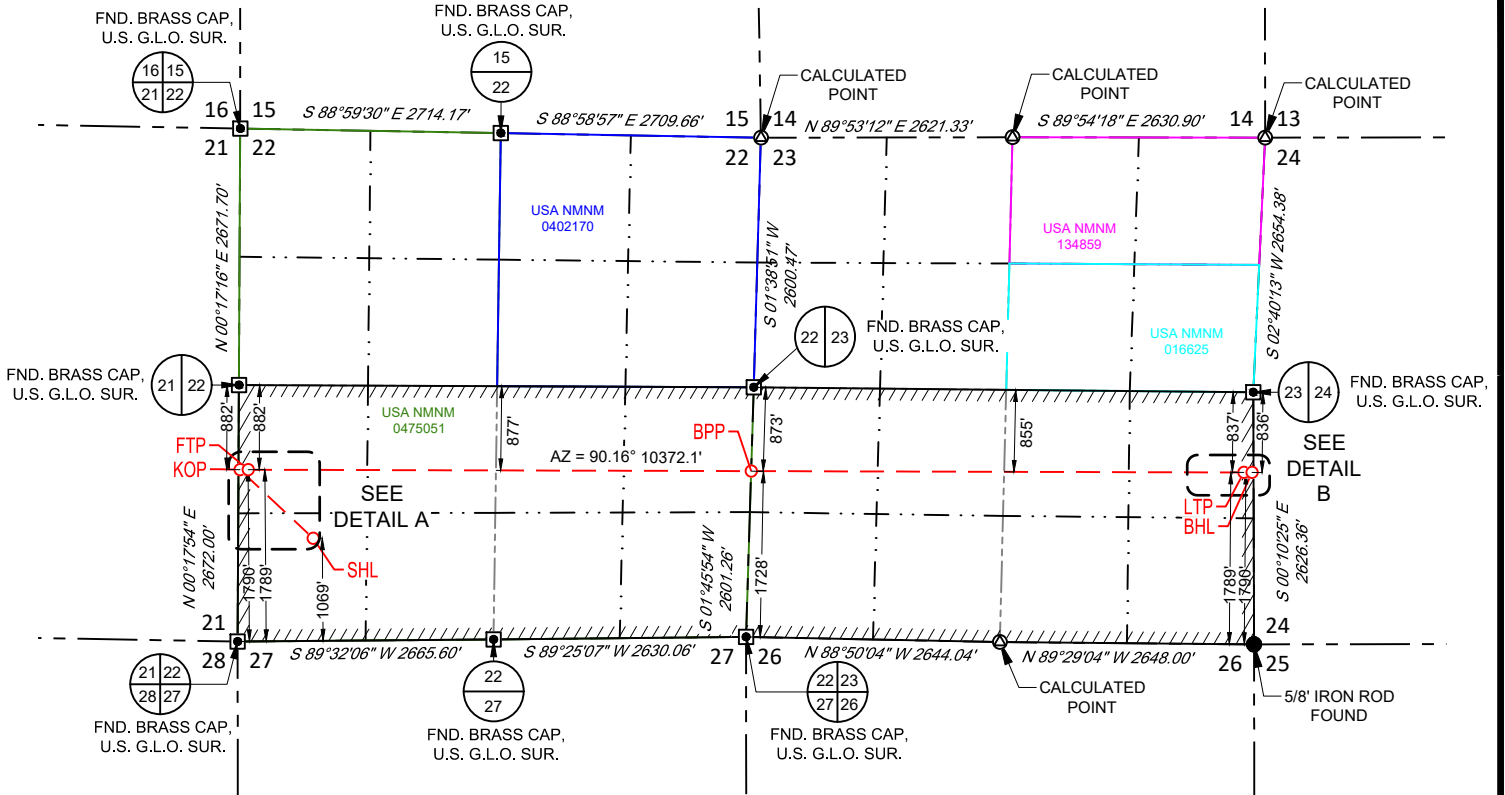 FND. BRASS CAP,
U.S. G.L.O. SUR.
16 15
21 22
FND. BRASS CAP,
U.S. G.L.O. SUR.
15
22
CALCULATED
POINT
CALCULATED
POINT
CALCULATED
POINT
16 15
21 22
S 88°59'30" E 2714.17'
S 88°58'57" E 2709.66'
15 14
22 23
N 89°53'12" E 2621.33'
S 89°54'18" E 2630.90'
14 13
24
N 00°17'16" E 2671.70'
USA NMNM
0402170
S 01°38'51" W
2600.47'
USA NMNM
134859
S 02°40'13" W 2654.38'
USA NMNM
016625
22 23
FND. BRASS CAP,
U.S. G.L.O. SUR.
FND. BRASS CAP,
U.S. G.L.O. SUR.
21 22
23 24
FND. BRASS CAP,
U.S. G.L.O. SUR.
882'
882'
USA NMNM
0475051
877'
873'
855'
837'
836'
FTP
KOP
BPP
AZ = 90.16° 10372.1'
SEE
DETAIL A
SEE
DETAIL
B
LTP
BHL
SHL
N 00°17'54" E
2672.00'
1790'
1789'
1069'
S 01°45'54" W
2601.26'
1728'
1789'
1790'
S 00°10'25" E
2626.36'
21
28 27
S 89°32'06" W 2665.60'
S 89°25'07" W 2630.06'
27 26
N 88°50'04" W 2644.04'
N 89°29'04" W 2648.00'
24
26 25
21 22
28 27
FND. BRASS CAP,
U.S. G.L.O. SUR.
22
27
FND. BRASS CAP,
U.S. G.L.O. SUR.
22 23
27 26
FND. BRASS CAP,
U.S. G.L.O. SUR.
CALCULATED
POINT
5/8' IRON ROD
FOUND